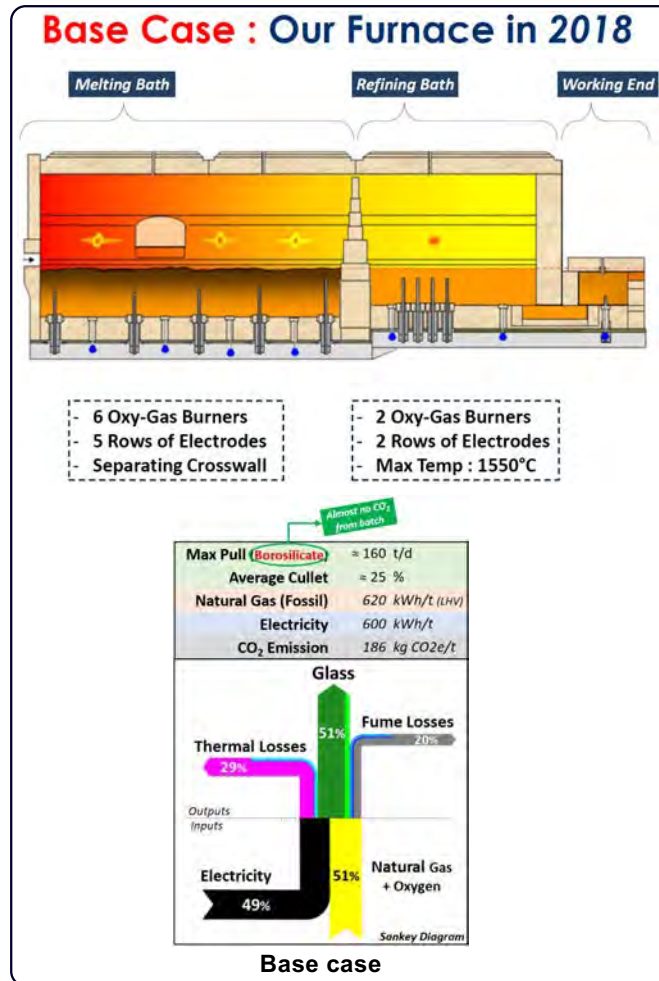 Base Case : Our Furnace in 2018
Melting Bath
Refining Bath
Working End
- 6 Oxy-Gas Burners
- 5 Rows of Electrodes
- Separating Crosswall
- 2 Oxy-Gas Burners
- 2 Rows of Electrodes
- Max Temp : 1550°C
Almost no CO₂
from batch
Max Pull (Borosilicate) ≈ 160 t/d
Average Cullet ≈ 25 %
Natural Gas (Fossil) 620 kWh/t (LHV)
Electricity 600 kWh/t
CO₂ Emission 186 kg CO2e/t
Glass
51%
Fume Losses
20%
Thermal Losses
29%
Outputs
Inputs
Electricity
49%
51%
Natural Gas
+ Oxygen
Sankey Diagram
Base case